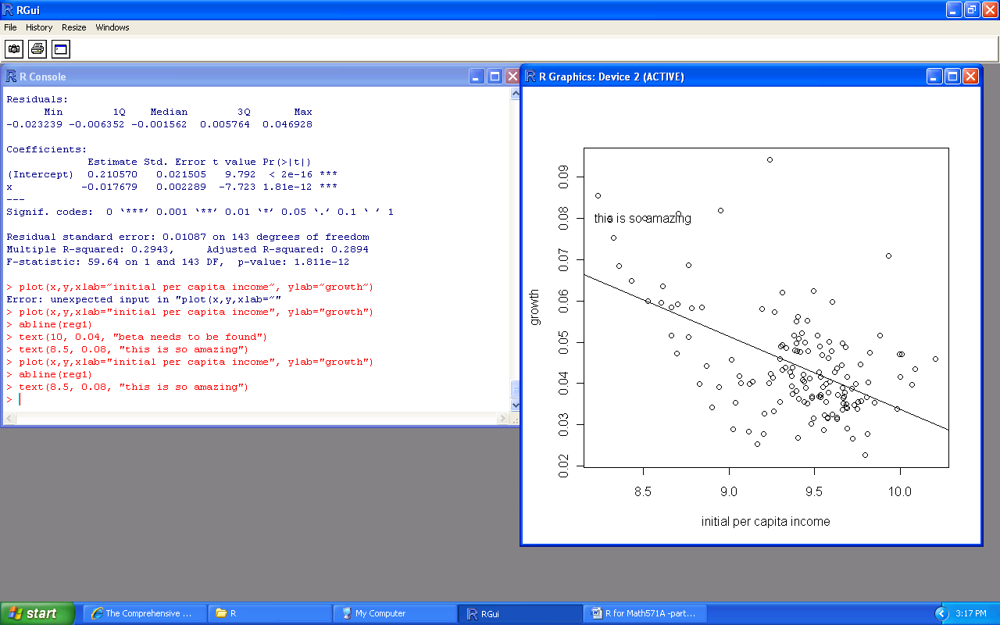 RGui
File History Resize Windows
R Console
Residuals:
Min 1Q Median 3Q Max
-0.023239 -0.006352 -0.001562 0.005764 0.046928
Coefficients:
Estimate Std. Error t value Pr(>|t|)
(Intercept) 0.210570 0.021505 9.792 < 2e-16 ***
x -0.017679 0.002289 -7.723 1.81e-12 ***
---
Signif. codes: 0 ‘***’ 0.001 ‘**’ 0.01 ‘*’ 0.05 ‘.’ 0.1 ‘ ’ 1
Residual standard error: 0.01087 on 143 degrees of freedom
Multiple R-squared: 0.2943, Adjusted R-squared: 0.2894
F-statistic: 59.64 on 1 and 143 DF, p-value: 1.811e-12
> plot(x,y,xlab=″initial per capita income″, ylab=″growth″)
Error: unexpected input in "plot(x,y,xlab=″"
> plot(x,y,xlab="initial per capita income", ylab="growth")
> abline(reg1)
> text(10, 0.04, "beta needs to be found")
> text(8.5, 0.08, "this is so amazing")
> plot(x,y,xlab="initial per capita income", ylab="growth")
> abline(reg1)
> text(8.5, 0.08, "this is so amazing")
>
R Graphics: Device 2 (ACTIVE)
this is so amazing
growth
0.09
0.08
0.07
0.06
0.05
0.04
0.03
0.02
8.5 9.0 9.5 10.0
initial per capita income
start
The Comprehensive ...
R
My Computer
RGui
R for Math571A -part...
3:17 PM